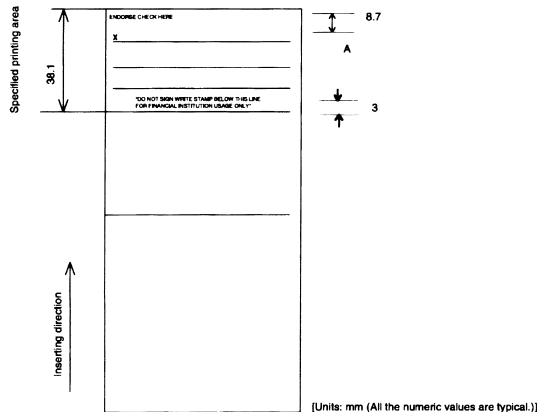 ENDORSE CHECK HERE
X
"DO NOT SIGN WRITE STAMP BELOW THIS LINE
FOR FINANCIAL INSTITUTION USAGE ONLY"
Specified printing area
38.1
8.7
A
3
Inserting direction
[Units: mm (All the numeric values are typical.)]